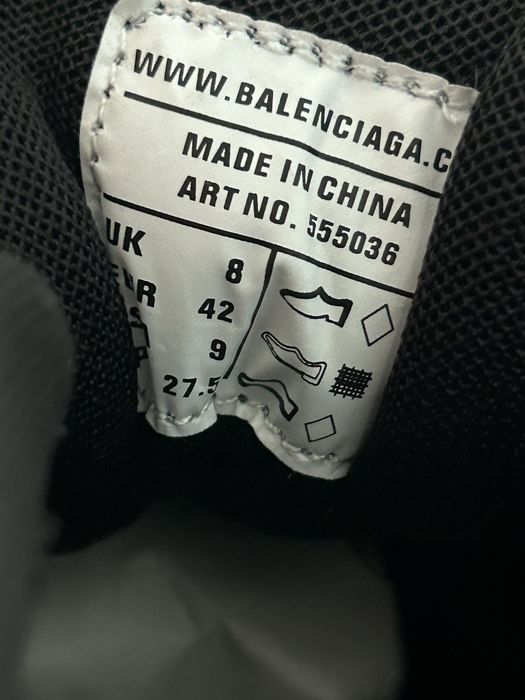 WWW.BALENCIAGA.C
MADE IN CHINA
ART NO. 555036
UK 8
42
9
27.5